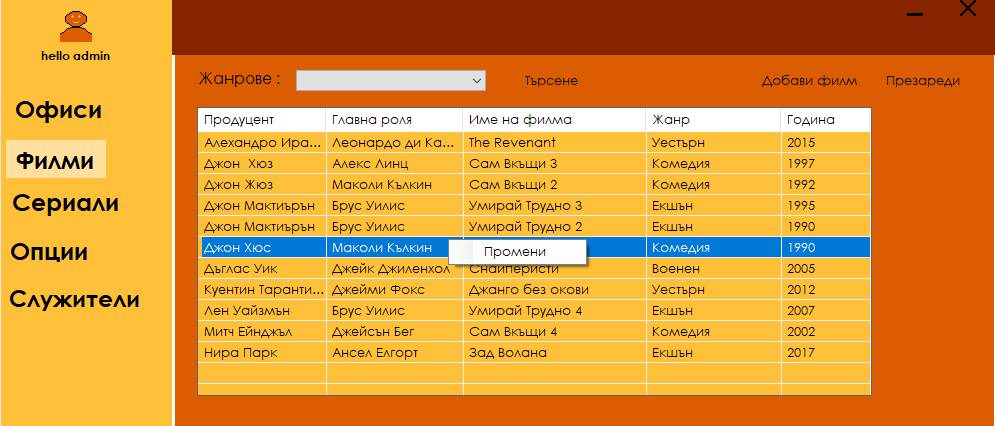 hello admin
Офиси
Филми
Сериали
Опции
Служители
Жанрове :
Търсене
Добави филм
Презареди
Продуцент Главна роля Име на филма Жанр Година
Алехандро Ира... Леонардо ди Ка... The Revenant Уестърн 2015
Джон Хюз Алекс Линц Сам Вкъщи 3 Комедия 1997
Джон Жюз Маколи Кълкин Сам Вкъщи 2 Комедия 1992
Джон Мактиърън Брус Уилис Умирай Трудно 3 Екшън 1995
Джон Мактиърън Брус Уилис Умирай Трудно 2 Екшън 1990
Джон Хюс Маколи Кълкин Комедия 1990
Промени
Дъглас Уик Джейк Джиленхол Снайперисти Военен 2005
Куентин Таранти... Джейми Фокс Джанго без окови Уестърн 2012
Лен Уайзмън Брус Уилис Умирай Трудно 4 Екшън 2007
Митч Ейнджъл Джейсън Бег Сам Вкъщи 4 Комедия 2002
Нира Парк Ансел Елгорт Зад Волана Екшън 2017